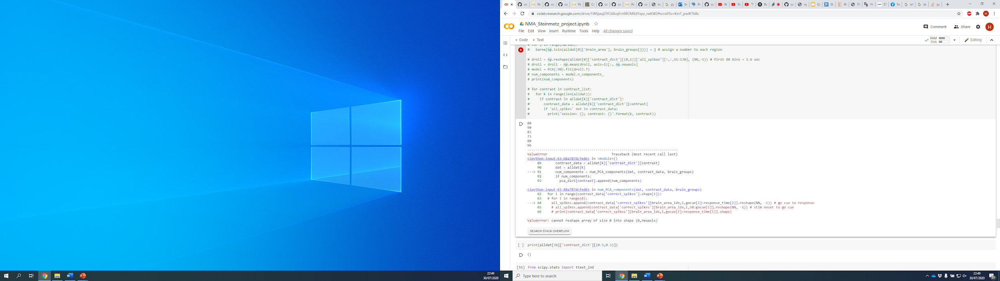 22:49
30/07/2020
colab.research.google.com/drive/1W6jaujOYCb8cqFrn98CMXdYxpz_neKWS#scrollTo=KmT_pw4f7bBs
NMA_Steinmetz_project.ipynb
File Edit View Insert Runtime Tools Help All changes saved
Comment Share H
+ Code + Text
RAM
Disk
Editing
# for j in range(nareas):
#   barea[np.isin(alldat[0]['brain_area'], brain_groups[j])] = j # assign a number to each region
# droll = np.reshape(alldat[0]['contrast_dict'][(0,1)]['all_spikes'][:,:,51:130], (NN,-1)) # first 80 bins = 1.6 sec
# droll = droll - np.mean(droll, axis=1)[:, np.newaxis]
# model = PCA(.90).fit(droll.T)
# num_components = model.n_components_
# print(num_components)
# for contrast in contrast_list:
#   for k in range(len(alldat)):
#     if contrast in alldat[k]['contrast_dict']:
#       contrast_data = alldat[k]['contrast_dict'][contrast]
#       if 'all_spikes' not in contrast_data:
#         print('session: {}; contrast: {}'.format(k, contrast))
88
90
83
73
80
96
---------------------------------------------------------------------------
ValueError                                Traceback (most recent call last)
<ipython-input-63-68a787dcfed6> in <module>()
89       contrast_data = alldat[k]['contrast_dict'][contrast]
90       dat = alldat[k]
---> 91       num_components = num_PCA_components(dat, contrast_data, brain_groups)
92       if num_components:
93         pca_dict[contrast].append(num_components)
<ipython-input-63-68a787dcfed6> in num_PCA_components(dat, contrast_data, brain_groups)
62   for i in range(contrast_data['correct_spikes'].shape[1]):
63   # for i in range(4):
---> 64     all_spikes.append(contrast_data['correct_spikes'][brain_area_idx,i,gocue[i]:response_time[i]].reshape(NN, -1)) # go cue to response
65     # all_spikes.append(contrast_data['correct_spikes'][brain_area_idx,i,50:gocue[i]].reshape(NN, -1)) # stim onset to go cue
66     # print(contrast_data['correct_spikes'][brain_area_idx,i,gocue[i]:response_time[i]].shape)
ValueError: cannot reshape array of size 0 into shape (0,newaxis)
SEARCH STACK OVERFLOW
[ ] print(alldat[38]['contrast_dict'][(0.5,0.5)])
{}
[55] from scipy.stats import ttest_ind
Type here to search
22:49
30/07/2020
20